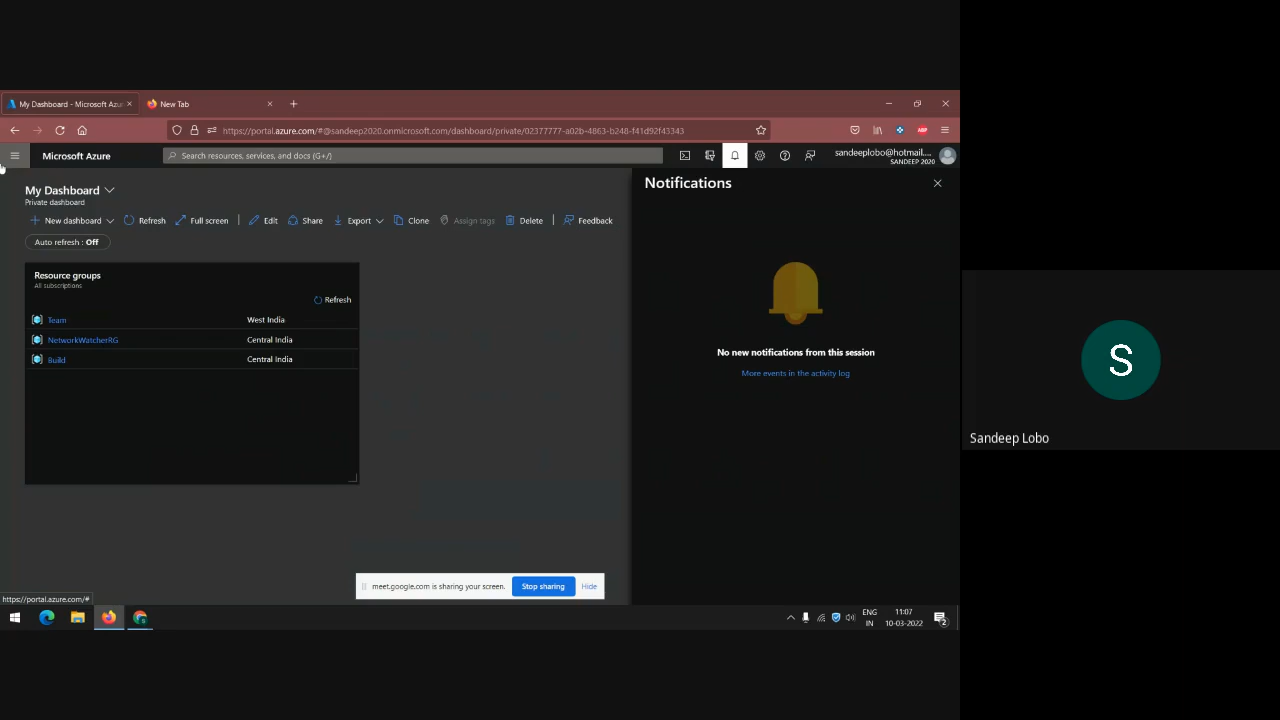 My Dashboard - Microsoft Azu
New Tab
https://portal.azure.com/#@sandeep2020.onmicrosoft.com/dashboard/private/02377777-a02b-4863-b248-f41d92f43343
ABP
Microsoft Azure
Search resources, services, and docs (G+/)
sandeeplobo@hotmail....
SANDEEP 2020
My Dashboard
Private dashboard
New dashboard
Refresh
Full screen
Edit
Share
Export
Clone
Assign tags
Delete
Feedback
Auto refresh : Off
Resource groups
All subscriptions
Refresh
Team West India
NetworkWatcherRG Central India
Build Central India
Notifications
No new notifications from this session
More events in the activity log
S
Sandeep Lobo
meet.google.com is sharing your screen. Stop sharing Hide
https://portal.azure.com/#
ENG
IN
11:07
10-03-2022
2